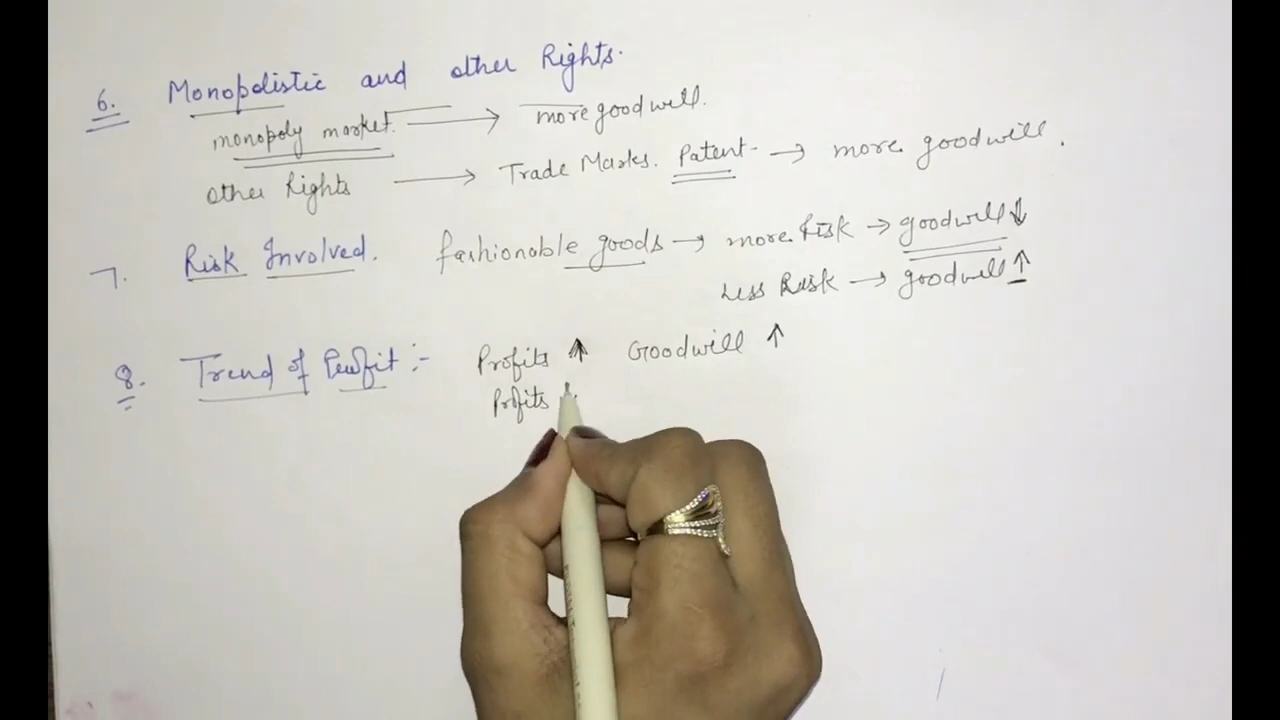 6. Monopolistic and other Rights.
monopoly market. → more goodwill.
other Rights → Trade Marks. Patent → more goodwill.
7. Risk Involved. fashionable goods → more Risk → goodwill ↓
Less Risk → goodwill ↑
8. Trend of Profit :- Profits ↑ Goodwill ↑
Profits